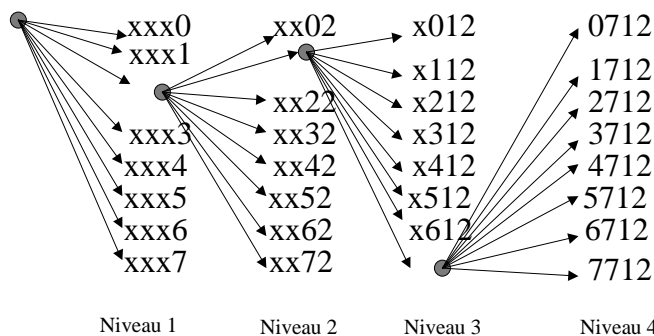 xxx0 xx02 x012 0712
xxx1
x112 1712
xx22 x212 2712
xxx3 xx32 x312 3712
xxx4 xx42 x412 4712
xxx5 xx52 x512 5712
xxx6 xx62 x612 6712
xxx7 xx72 7712
Niveau 1 Niveau 2 Niveau 3 Niveau 4